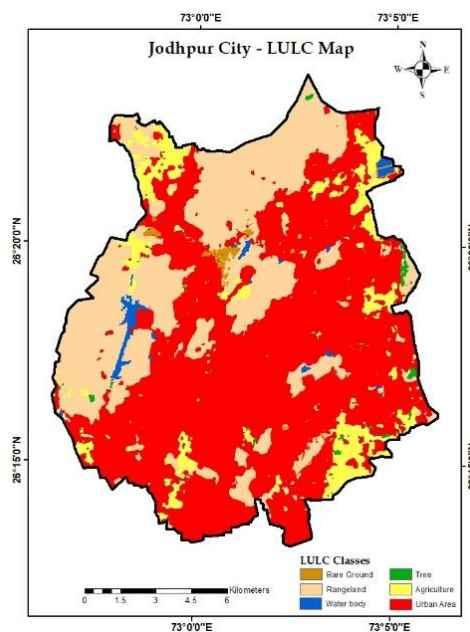 73°0'0"E 73°5'0"E
Jodhpur City - LULC Map
N
W E
S
26°20'0"N
26°15'0"N
LULC Classes
Bare Ground Tree
Rangeland Agriculture
Water body Urban Area
Kilometers
0 1.5 3 4.5 6
73°0'0"E 73°5'0"E